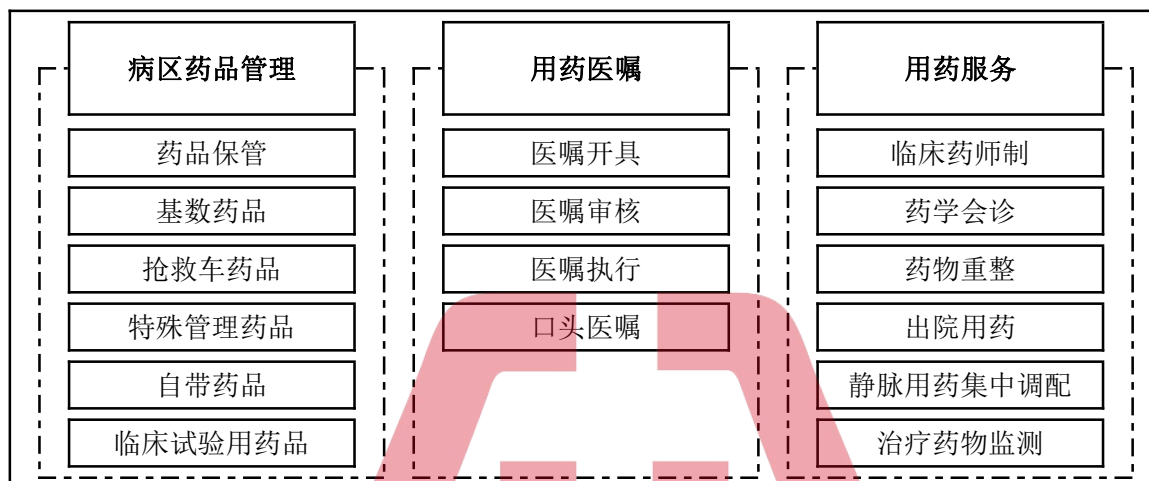 病区药品管理
药品保管
基数药品
抢救车药品
特殊管理药品
自带药品
临床试验用药品
用药医嘱
医嘱开具
医嘱审核
医嘱执行
口头医嘱
用药服务
临床药师制
药学会诊
药物重整
出院用药
静脉用药集中调配
治疗药物监测